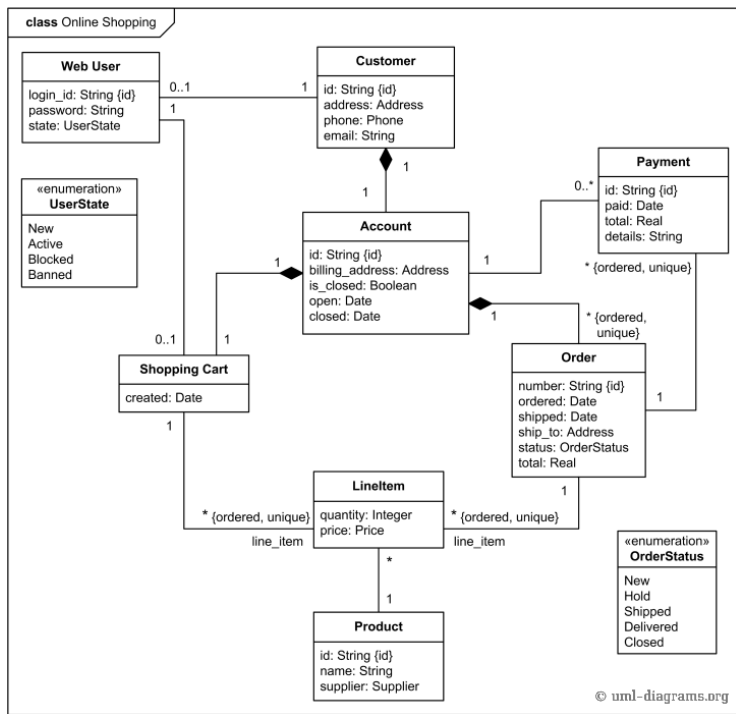 class Online Shopping
Web User
login_id: String {id}
password: String
state: UserState
0..1
1
1
Customer
id: String {id}
address: Address
phone: Phone
email: String
1
1
«enumeration»
UserState
New
Active
Blocked
Banned
Payment
id: String {id}
paid: Date
total: Real
details: String
0..*
Account
id: String {id}
billing_address: Address
is_closed: Boolean
open: Date
closed: Date
1
1
* {ordered, unique}
1
* {ordered,
unique}
1
0..1
Shopping Cart
created: Date
1
Order
number: String {id}
ordered: Date
shipped: Date
ship_to: Address
status: OrderStatus
total: Real
1
1
LineItem
quantity: Integer
price: Price
* {ordered, unique}
line_item
* {ordered, unique}
line_item
*
1
«enumeration»
OrderStatus
New
Hold
Shipped
Delivered
Closed
Product
id: String {id}
name: String
supplier: Supplier
© uml-diagrams.org